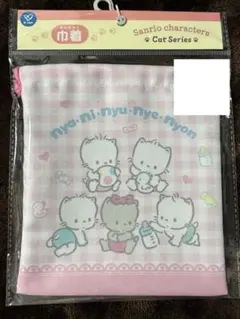 巾着
Sanrio characters
Cat Series
nya·ni·nyu·nye·nyon